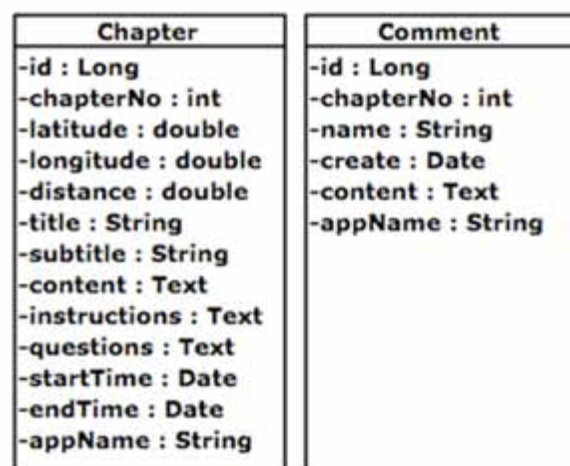 Chapter
-id : Long
-chapterNo : int
-latitude : double
-longitude : double
-distance : double
-title : String
-subtitle : String
-content : Text
-instructions : Text
-questions : Text
-startTime : Date
-endTime : Date
-appName : String
Comment
-id : Long
-chapterNo : int
-name : String
-create : Date
-content : Text
-appName : String